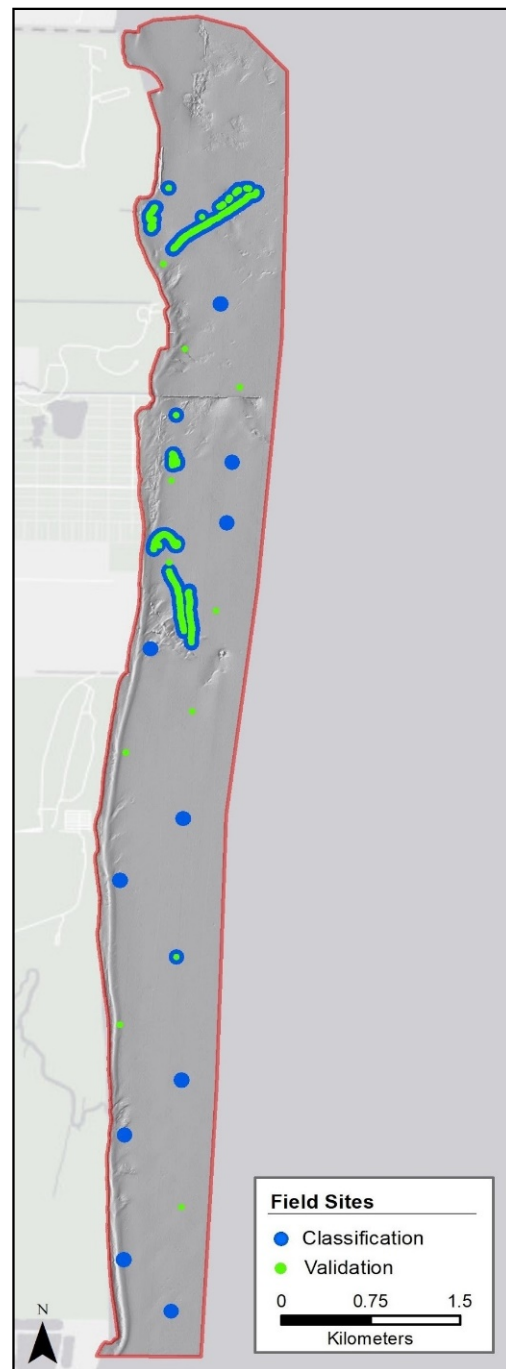 Field Sites
Classification
Validation
0 0.75 1.5
Kilometers
N